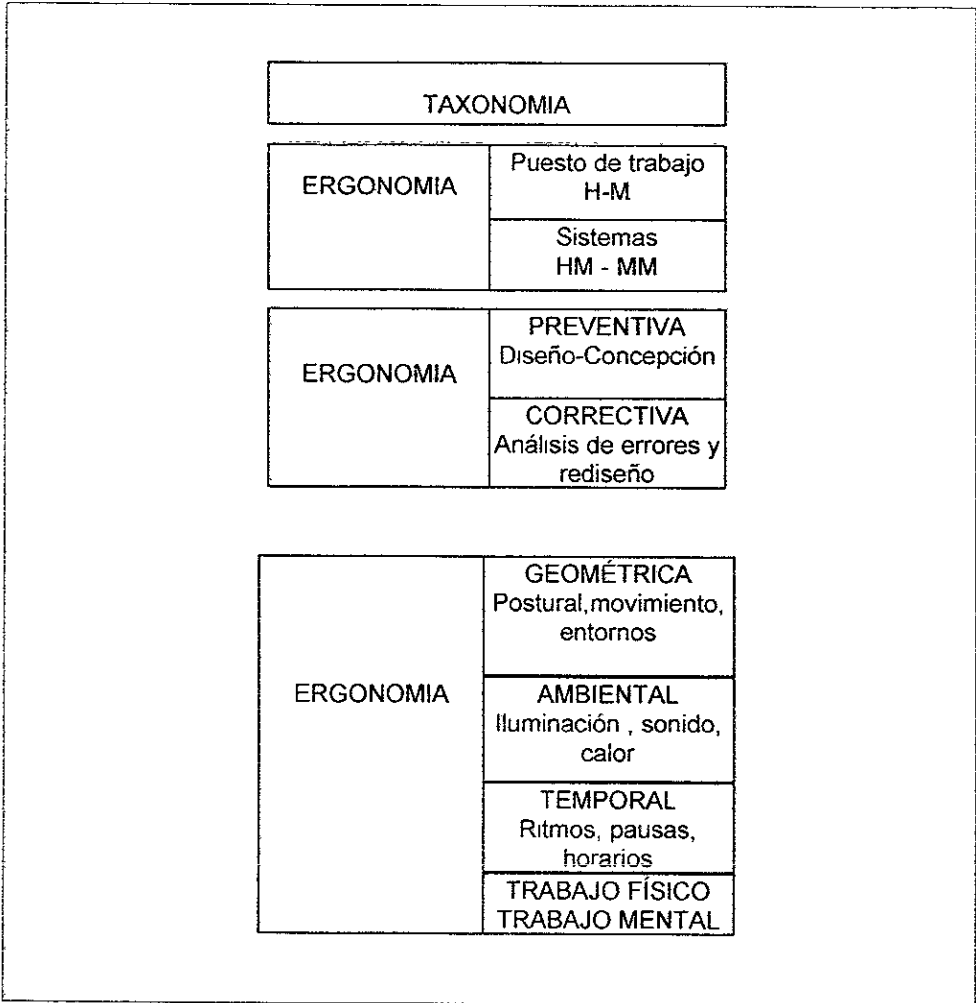 TAXONOMIA
ERGONOMIA
Puesto de trabajo
H-M
Sistemas
HM - MM
ERGONOMIA
PREVENTIVA
Diseño-Concepción
CORRECTIVA
Análisis de errores y
rediseño
ERGONOMIA
GEOMÉTRICA
Postural,movimiento,
entornos
AMBIENTAL
Iluminación , sonido,
calor
TEMPORAL
Ritmos, pausas,
horarios
TRABAJO FÍSICO
TRABAJO MENTAL